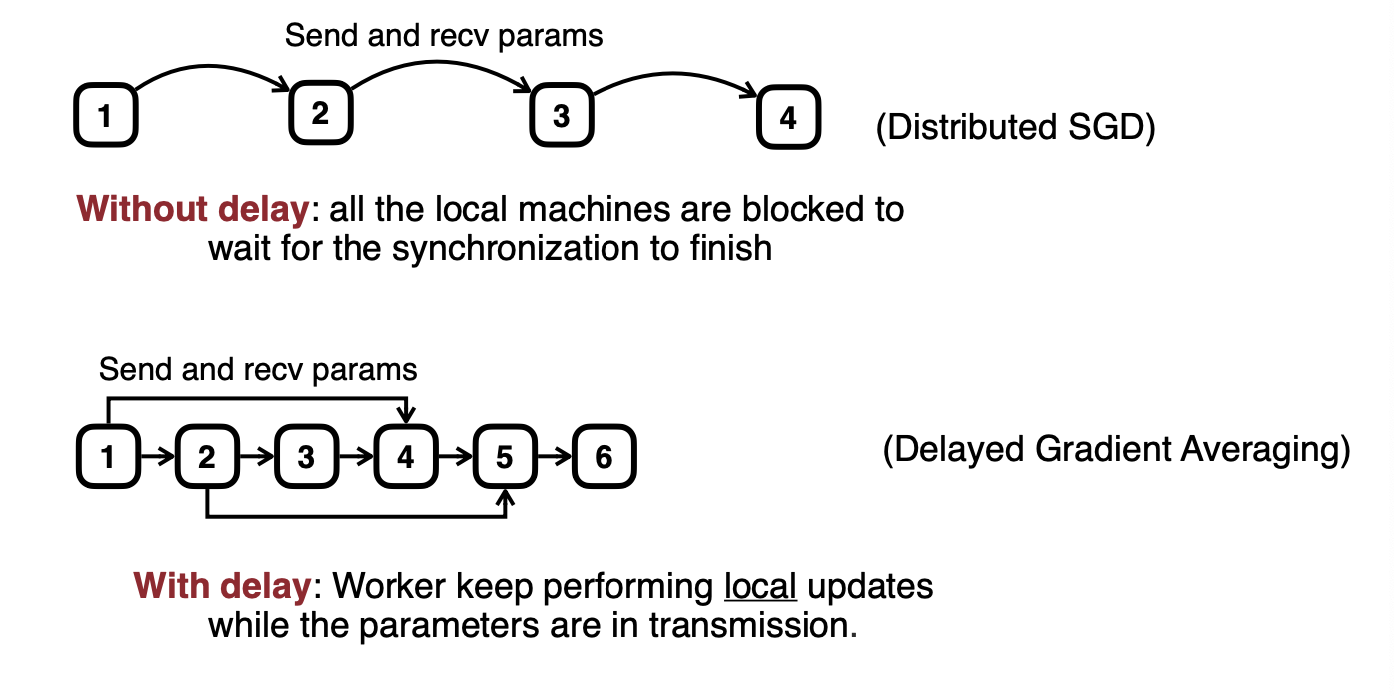 Send and recv params
1 2 3 4 (Distributed SGD)
Without delay: all the local machines are blocked to
wait for the synchronization to finish
Send and recv params
1 2 3 4 5 6 (Delayed Gradient Averaging)
With delay: Worker keep performing local updates
while the parameters are in transmission.